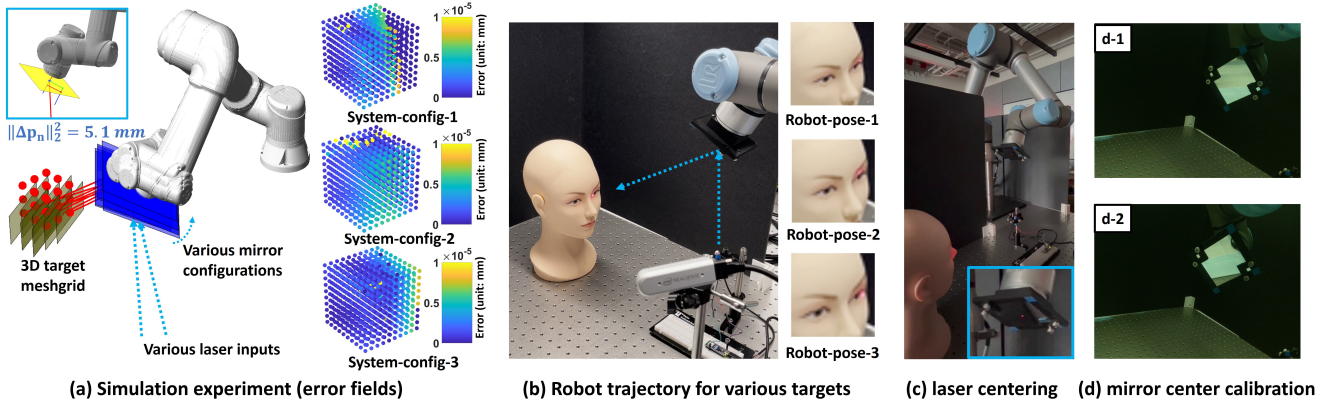 ‖Δp_n‖₂² = 5.1 mm
3D target
meshgrid
Various mirror
configurations
Various laser inputs
1 ×10⁻⁵
0.5
0
Error (unit: mm)
System-config-1
1 ×10⁻⁵
0.5
0
Error (unit: mm)
System-config-2
1 ×10⁻⁵
0.5
0
Error (unit: mm)
System-config-3
(a) Simulation experiment (error fields)
Robot-pose-1
Robot-pose-2
Robot-pose-3
(b) Robot trajectory for various targets
(c) laser centering
d-1
d-2
(d) mirror center calibration